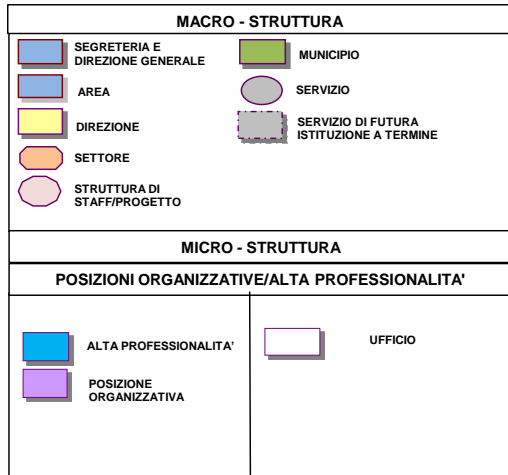 MACRO - STRUTTURA
SEGRETERIA E
DIREZIONE GENERALE
AREA
DIREZIONE
SETTORE
STRUTTURA DI
STAFF/PROGETTO
MUNICIPIO
SERVIZIO
SERVIZIO DI FUTURA
ISTITUZIONE A TERMINE
MICRO - STRUTTURA
POSIZIONI ORGANIZZATIVE/ALTA PROFESSIONALITA'
ALTA PROFESSIONALITA’
POSIZIONE
ORGANIZZATIVA
UFFICIO